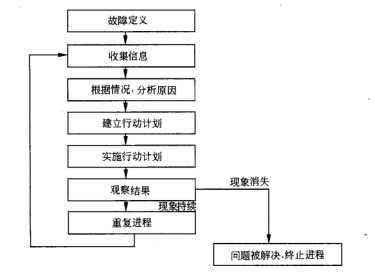 故障定义
收集信息
根据情况,分析原因
建立行动计划
实施行动计划
观察结果
现象消失
现象持续
重复进程
问题被解决,终止进程